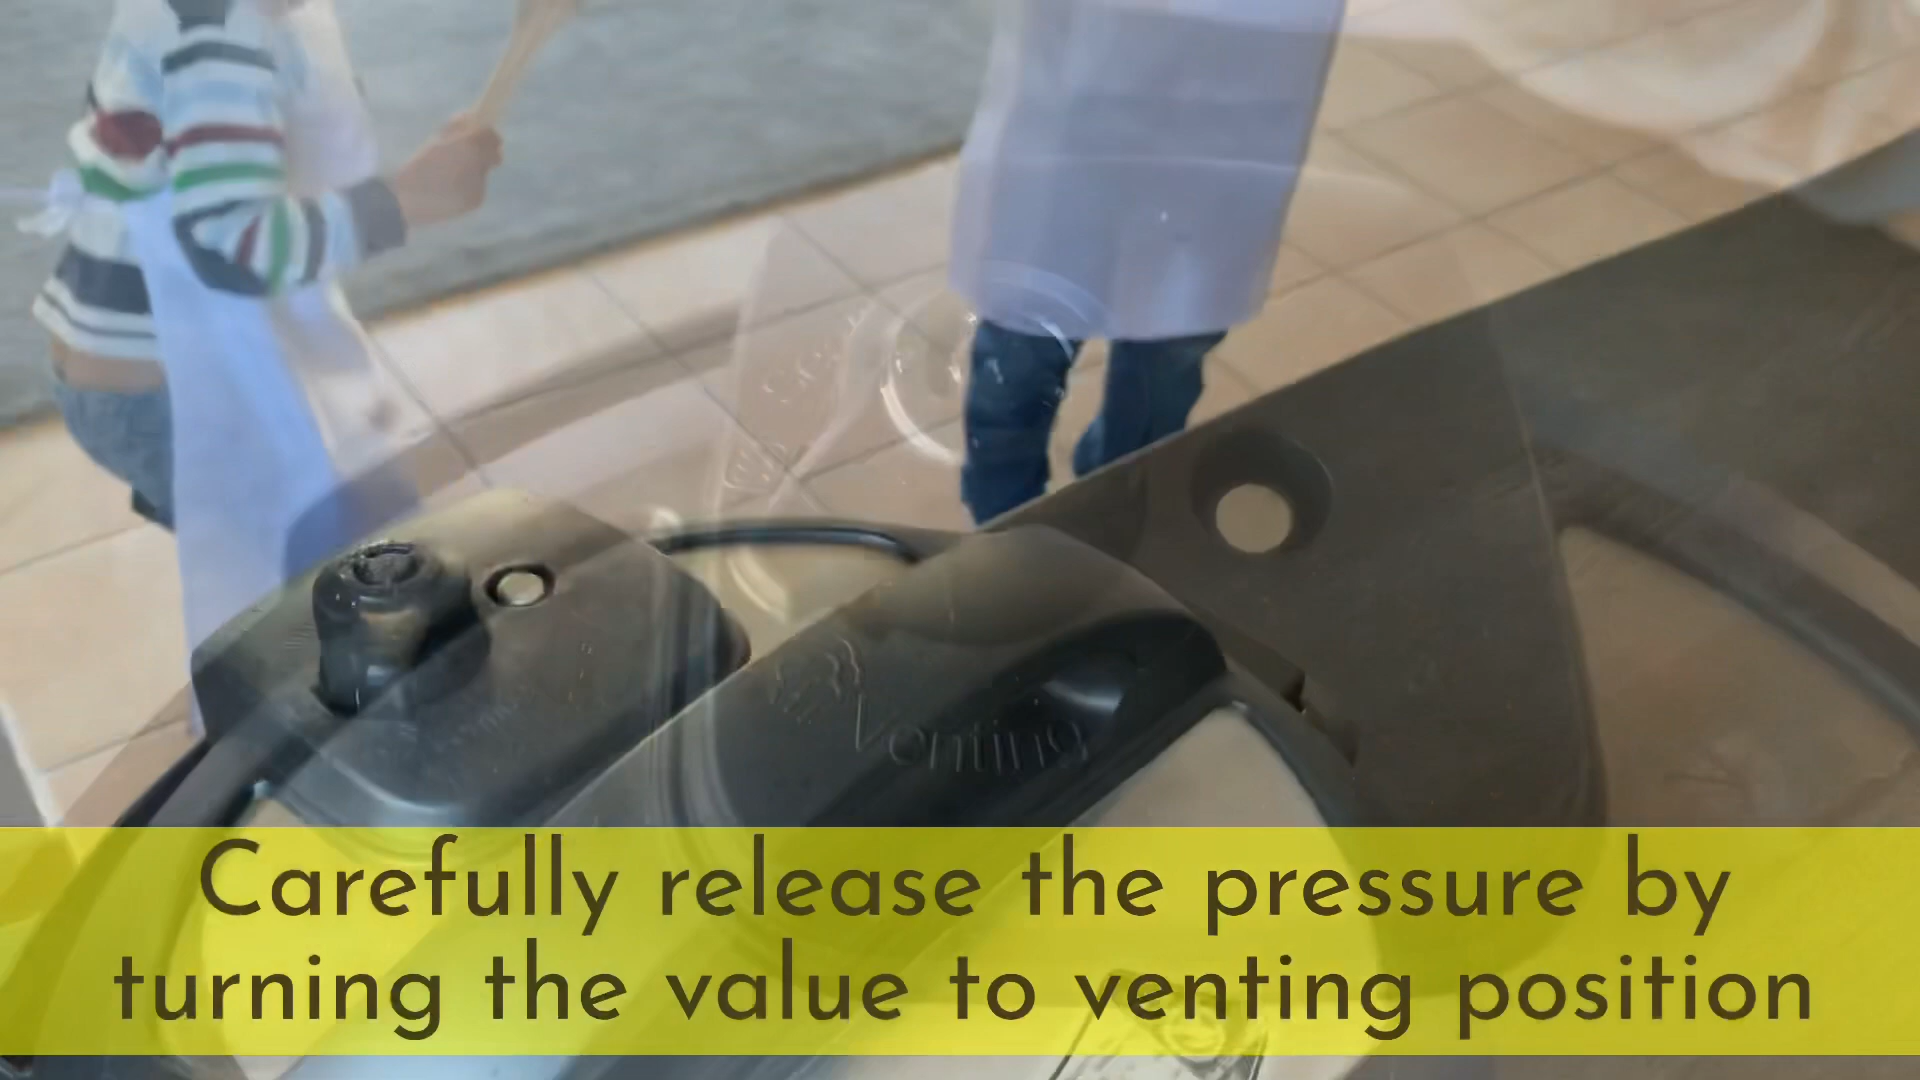 Venting
Carefully release the pressure by
turning the value to venting position